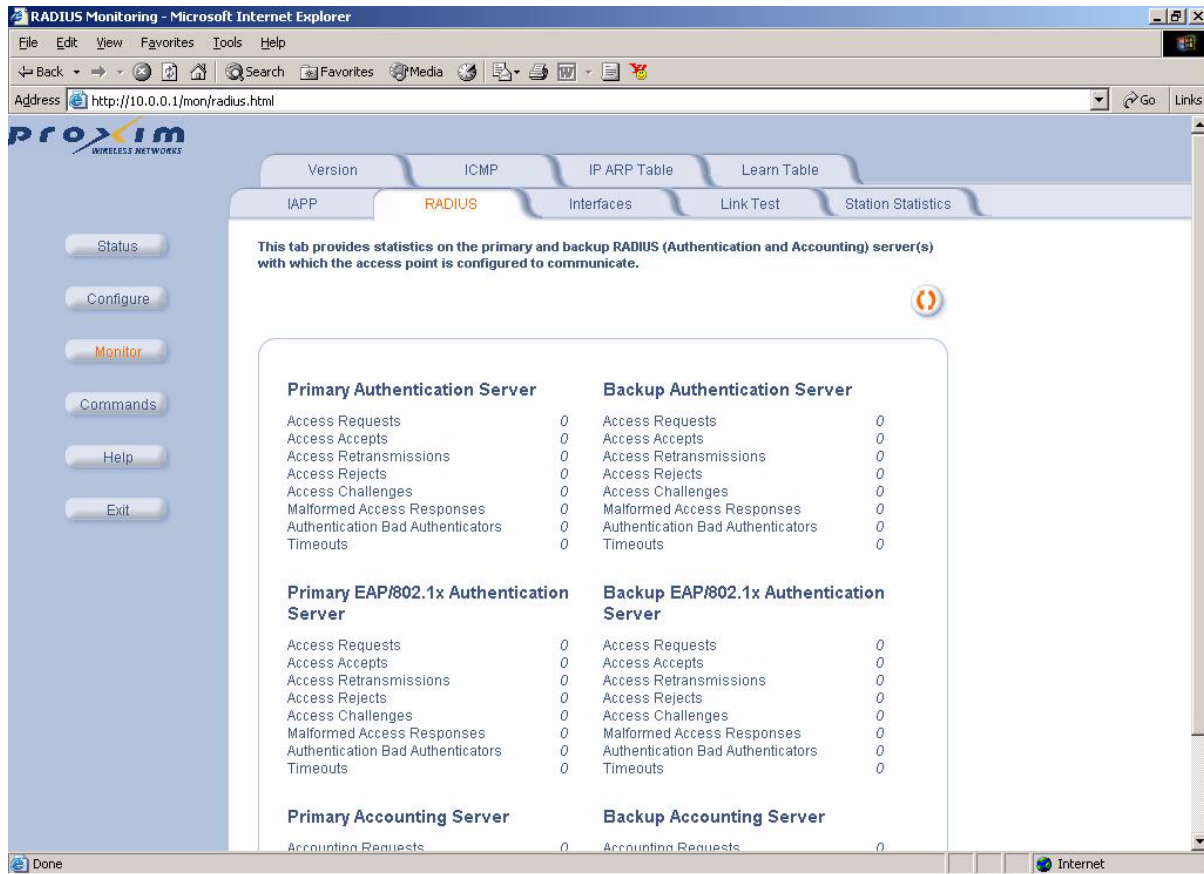 RADIUS Monitoring - Microsoft Internet Explorer
File Edit View Favorites Tools Help
Back Search Favorites Media
Address http://10.0.0.1/mon/radius.html Go Links
proxim
WIRELESS NETWORKS
Version ICMP IP ARP Table Learn Table
IAPP RADIUS Interfaces Link Test Station Statistics
Status
Configure
Monitor
Commands
Help
Exit
This tab provides statistics on the primary and backup RADIUS (Authentication and Accounting) server(s)
with which the access point is configured to communicate.
Primary Authentication Server
Access Requests 0
Access Accepts 0
Access Retransmissions 0
Access Rejects 0
Access Challenges 0
Malformed Access Responses 0
Authentication Bad Authenticators 0
Timeouts 0
Backup Authentication Server
Access Requests 0
Access Accepts 0
Access Retransmissions 0
Access Rejects 0
Access Challenges 0
Malformed Access Responses 0
Authentication Bad Authenticators 0
Timeouts 0
Primary EAP/802.1x Authentication
Server
Access Requests 0
Access Accepts 0
Access Retransmissions 0
Access Rejects 0
Access Challenges 0
Malformed Access Responses 0
Authentication Bad Authenticators 0
Timeouts 0
Backup EAP/802.1x Authentication
Server
Access Requests 0
Access Accepts 0
Access Retransmissions 0
Access Rejects 0
Access Challenges 0
Malformed Access Responses 0
Authentication Bad Authenticators 0
Timeouts 0
Primary Accounting Server
Accounting Requests 0
Backup Accounting Server
Accounting Requests 0
Done Internet